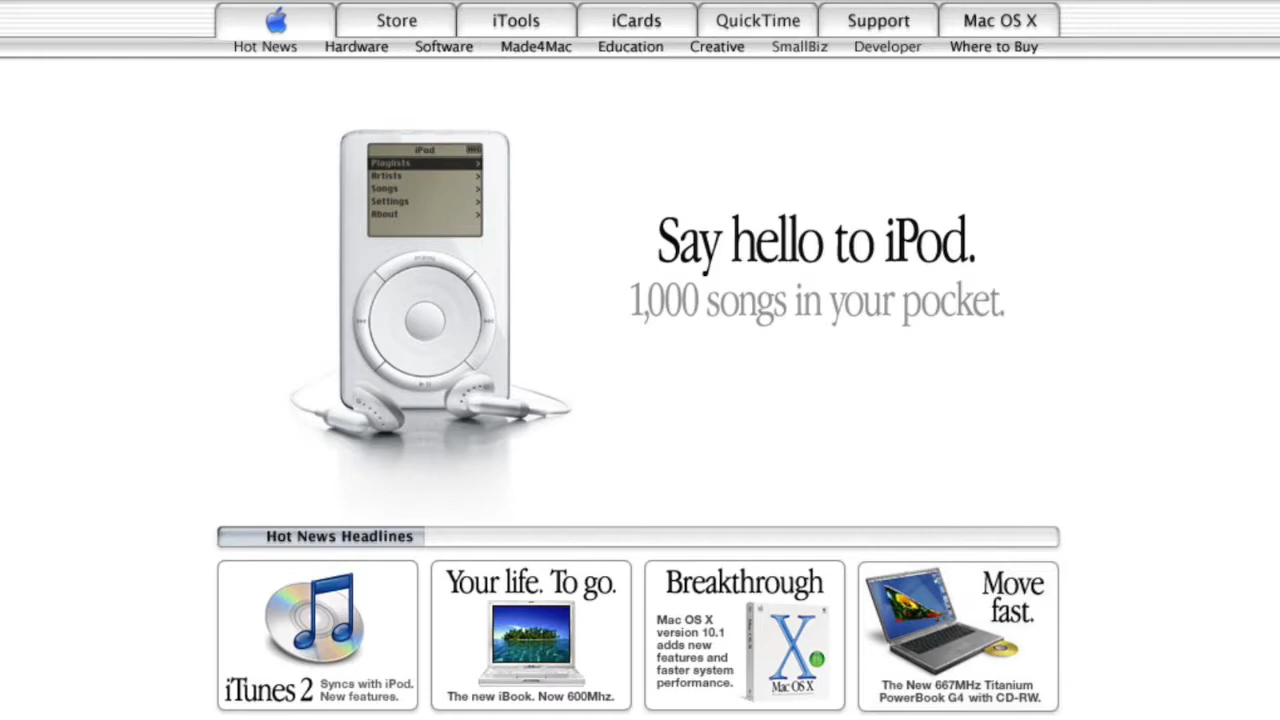 Store iTools iCards QuickTime Support Mac OS X
Hot News Hardware Software Made4Mac Education Creative SmallBiz Developer Where to Buy
iPod
Playlists >
Artists >
Songs >
Settings >
About >
Say hello to iPod.
1,000 songs in your pocket.
Hot News Headlines
iTunes 2
Syncs with iPod.
New features.
Your life. To go.
The new iBook. Now 600Mhz.
Breakthrough
Mac OS X
version 10.1
adds new
features and
faster system
performance.
X
Mac OS X
Move
fast.
The New 667MHz Titanium
PowerBook G4 with CD-RW.